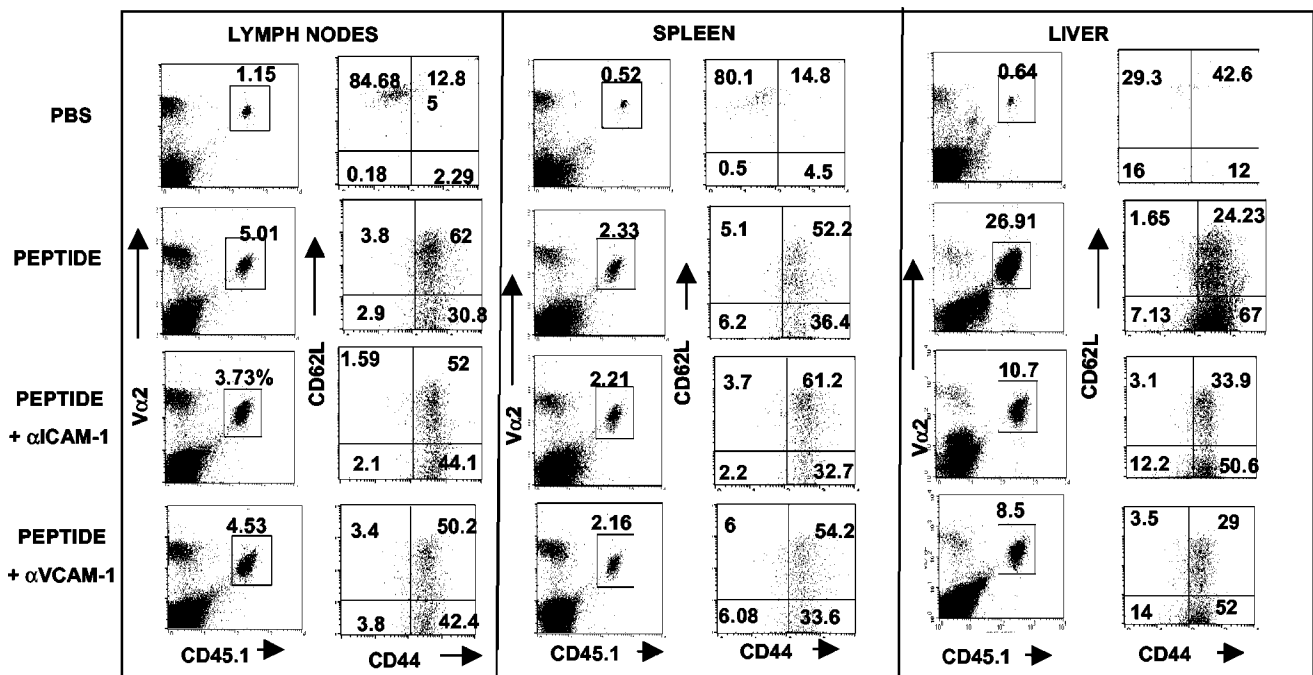 LYMPH NODES
SPLEEN
LIVER
PBS
1.15
84.68
12.8
5
0.18
2.29
0.52
80.1
14.8
0.5
4.5
0.64
29.3
42.6
16
12
PEPTIDE
5.01
3.8
62
2.9
30.8
2.33
5.1
52.2
6.2
36.4
26.91
1.65
24.23
7.13
67
Vα2
CD62L
Vα2
CD62L
Vα2
CD62L
PEPTIDE
+ αICAM-1
3.73%
1.59
52
2.1
44.1
2.21
3.7
61.2
2.2
32.7
10.7
3.1
33.9
12.2
50.6
PEPTIDE
+ αVCAM-1
4.53
3.4
50.2
3.8
42.4
2.16
6
54.2
6.08
33.6
8.5
3.5
29
14
52
CD45.1
CD44
CD45.1
CD44
CD45.1
CD44